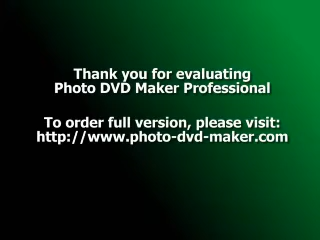 Thank you for evaluating
Photo DVD Maker Professional
To order full version, please visit:
http://www.photo-dvd-maker.com